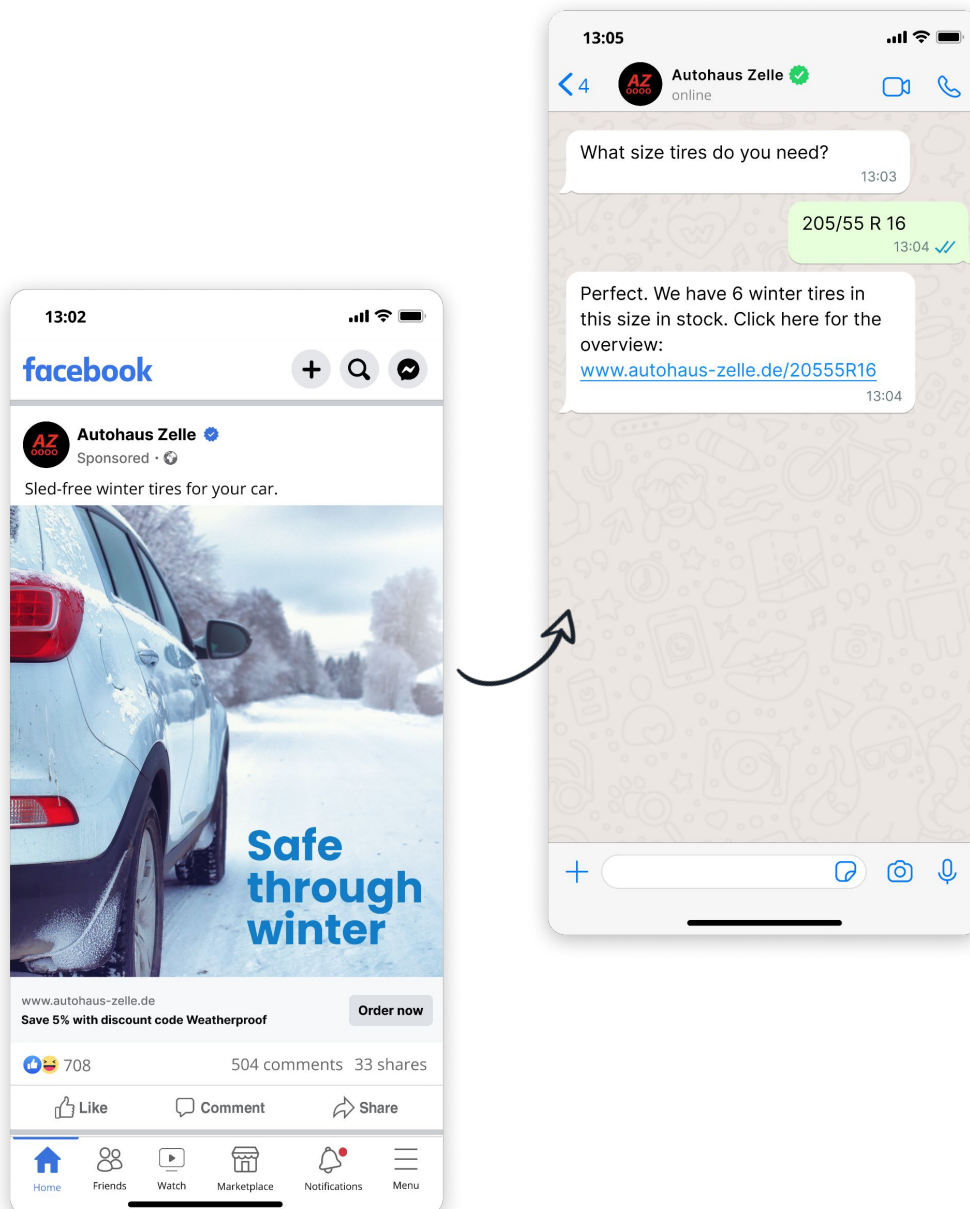 13:02
facebook
AZ
OOOO
Autohaus Zelle
Sponsored ·
Sled-free winter tires for your car.
Safe
through
winter
www.autohaus-zelle.de
Save 5% with discount code Weatherproof
Order now
708 504 comments 33 shares
Like Comment Share
Home Friends Watch Marketplace Notifications Menu
13:05
4
AZ
OOOO
Autohaus Zelle
online
What size tires do you need?
13:03
205/55 R 16
13:04
Perfect. We have 6 winter tires in
this size in stock. Click here for the
overview:
www.autohaus-zelle.de/20555R16
13:04